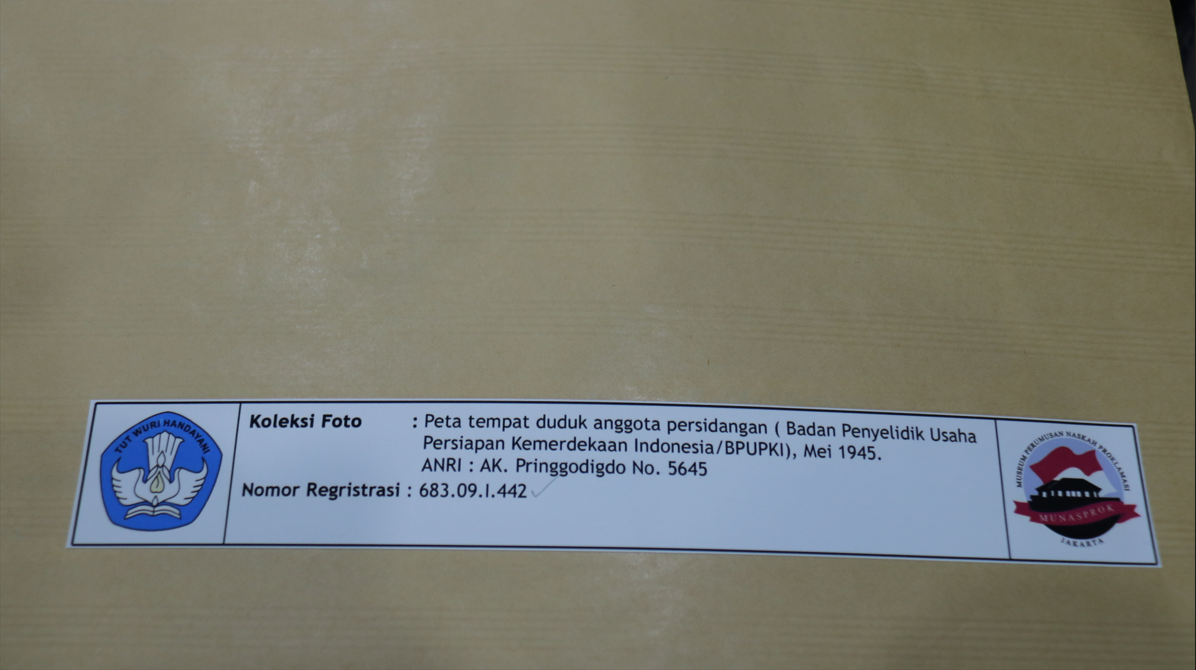 TUT WURI HANDAYANI
Koleksi Foto : Peta tempat duduk anggota persidangan ( Badan Penyelidik Usaha
Persiapan Kemerdekaan Indonesia/BPUPKI), Mei 1945.
ANRI : AK. Pringgodigdo No. 5645
Nomor Regristrasi : 683.09.I.442
MUSEUM PERUMUSAN NASKAH PROKLAMASI
MUNASPROK
JAKARTA